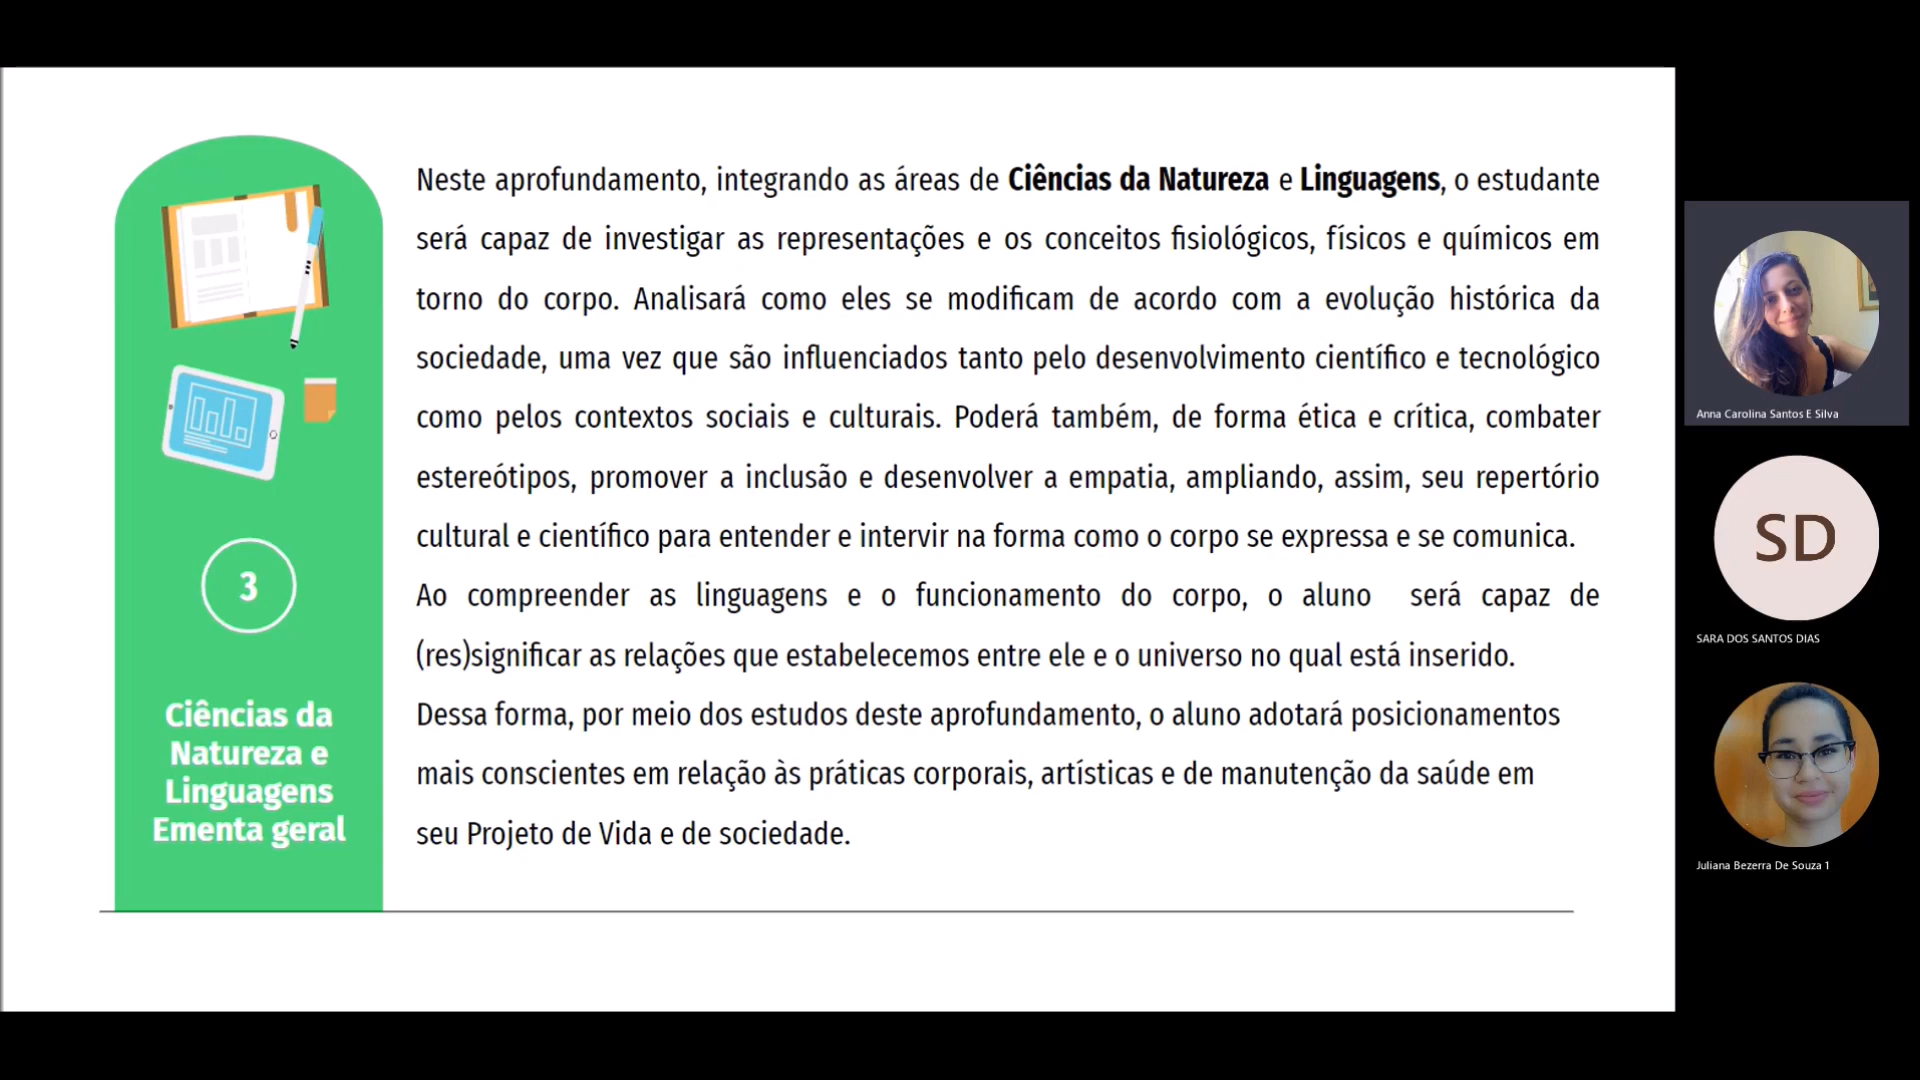 Neste aprofundamento, integrando as áreas de Ciências da Natureza e Linguagens, o estudante
será capaz de investigar as representações e os conceitos fisiológicos, físicos e químicos em
torno do corpo. Analisará como eles se modificam de acordo com a evolução histórica da
sociedade, uma vez que são influenciados tanto pelo desenvolvimento científico e tecnológico
como pelos contextos sociais e culturais. Poderá também, de forma ética e crítica, combater
estereótipos, promover a inclusão e desenvolver a empatia, ampliando, assim, seu repertório
cultural e científico para entender e intervir na forma como o corpo se expressa e se comunica.
Ao compreender as linguagens e o funcionamento do corpo, o aluno será capaz de
(res)significar as relações que estabelecemos entre ele e o universo no qual está inserido.
Dessa forma, por meio dos estudos deste aprofundamento, o aluno adotará posicionamentos
mais conscientes em relação às práticas corporais, artísticas e de manutenção da saúde em
seu Projeto de Vida e de sociedade.
3
Ciências da
Natureza e
Linguagens
Ementa geral
Anna Carolina Santos E Silva
SD
SARA DOS SANTOS DIAS
Juliana Bezerra De Souza 1